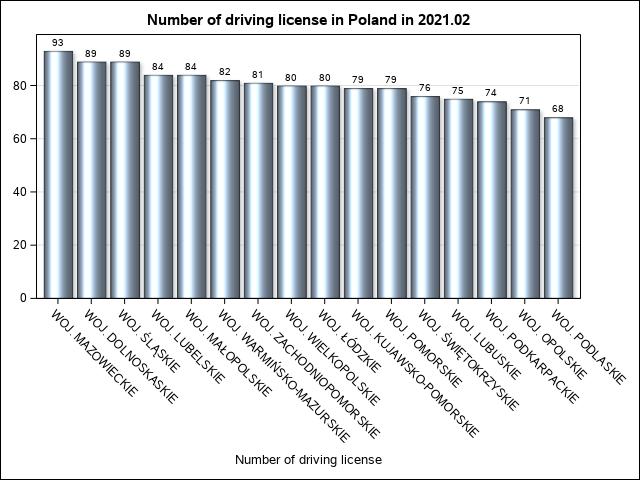 Number of driving license in Poland in 2021.02
93
89
89
84
84
82
81
80
80
79
79
76
75
74
71
68
80
60
40
20
0
WOJ. MAZOWIECKIE
WOJ. DOLNOSKASKIE
WOJ. ŚLĄSKIE
WOJ. LUBELSKIE
WOJ. MAŁOPOLSKIE
WOJ. WARMIŃSKO-MAZURSKIE
WOJ. ZACHODNIOPOMORSKIE
WOJ. WIELKOPOLSKIE
WOJ. ŁÓDZKIE
WOJ. KUJAWSKO-POMORSKIE
WOJ. POMORSKIE
WOJ. ŚWIĘTOKRZYSKIE
WOJ. LUBUSKIE
WOJ. PODKARPACKIE
WOJ. OPOLSKIE
WOJ. PODLASKIE
Number of driving license